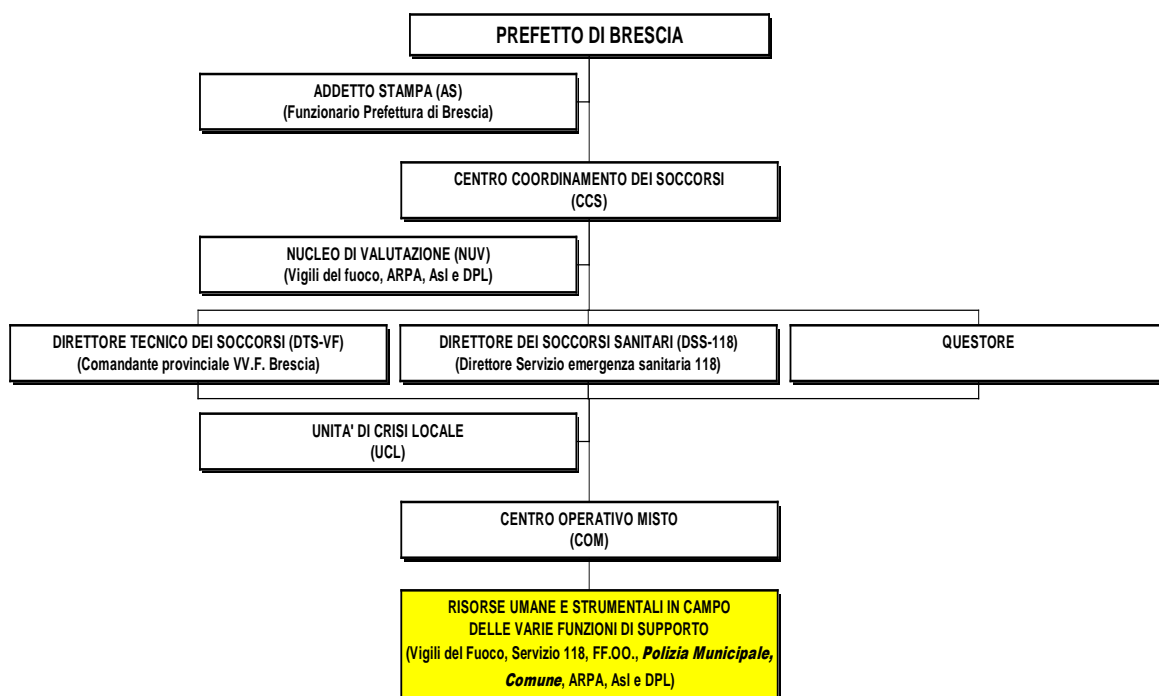 PREFETTO DI BRESCIA
ADDETTO STAMPA (AS)
(Funzionario Prefettura di Brescia)
CENTRO COORDINAMENTO DEI SOCCORSI
(CCS)
NUCLEO DI VALUTAZIONE (NUV)
(Vigili del fuoco, ARPA, Asl e DPL)
DIRETTORE TECNICO DEI SOCCORSI (DTS-VF)
(Comandante provinciale VV.F. Brescia)
DIRETTORE DEI SOCCORSI SANITARI (DSS-118)
(Direttore Servizio emergenza sanitaria 118)
QUESTORE
UNITA' DI CRISI LOCALE
(UCL)
CENTRO OPERATIVO MISTO
(COM)
RISORSE UMANE E STRUMENTALI IN CAMPO
DELLE VARIE FUNZIONI DI SUPPORTO
(Vigili del Fuoco, Servizio 118, FF.OO., Polizia Municipale,
Comune, ARPA, Asl e DPL)